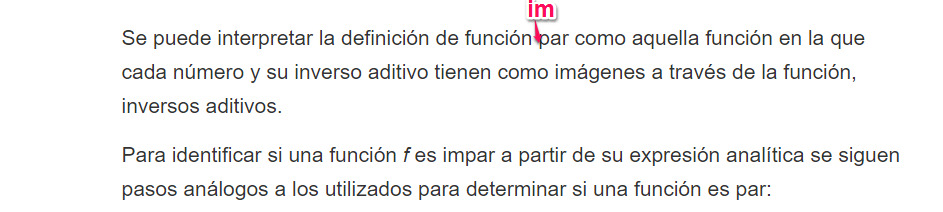 im
Se puede interpretar la definición de función par como aquella función en la que
cada número y su inverso aditivo tienen como imágenes a través de la función,
inversos aditivos.
Para identificar si una función f es impar a partir de su expresión analítica se siguen
pasos análogos a los utilizados para determinar si una función es par: